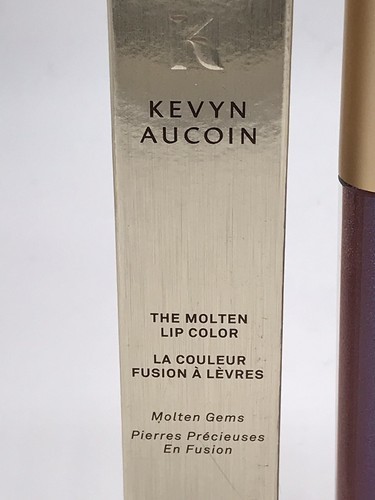 K
KEVYN
AUCOIN
THE MOLTEN
LIP COLOR
LA COULEUR
FUSION À LÈVRES
Molten Gems
Pierres Précieuses
En Fusion